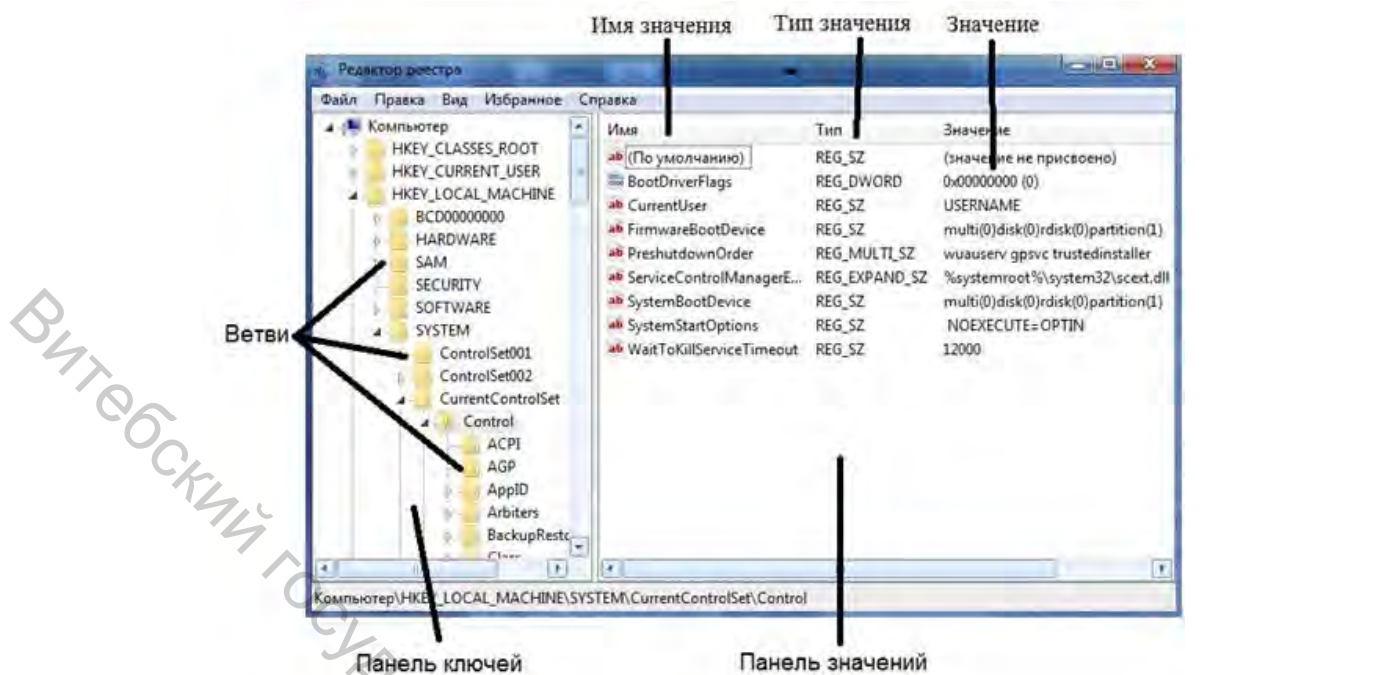 Имя значения Тип значения Значение
Редактор реестра
Файл Правка Вид Избранное Справка
Компьютер
HKEY_CLASSES_ROOT
HKEY_CURRENT_USER
HKEY_LOCAL_MACHINE
BCD00000000
HARDWARE
SAM
SECURITY
SOFTWARE
SYSTEM
ControlSet001
ControlSet002
CurrentControlSet
Control
ACPI
AGP
AppID
Arbiters
BackupResto
Class
Имя Тип Значение
(По умолчанию) REG_SZ (значение не присвоено)
BootDriverFlags REG_DWORD 0x00000000 (0)
CurrentUser REG_SZ USERNAME
FirmwareBootDevice REG_SZ multi(0)disk(0)rdisk(0)partition(1)
PreshutdownOrder REG_MULTI_SZ wuauserv gpsvc trustedinstaller
ServiceControlManagerE... REG_EXPAND_SZ %systemroot%\system32\scext.dll
SystemBootDevice REG_SZ multi(0)disk(0)rdisk(0)partition(1)
SystemStartOptions REG_SZ NOEXECUTE=OPTIN
WaitToKillServiceTimeout REG_SZ 12000
Компьютер\HKEY_LOCAL_MACHINE\SYSTEM\CurrentControlSet\Control
Ветви
Панель ключей Панель значений
Витебский